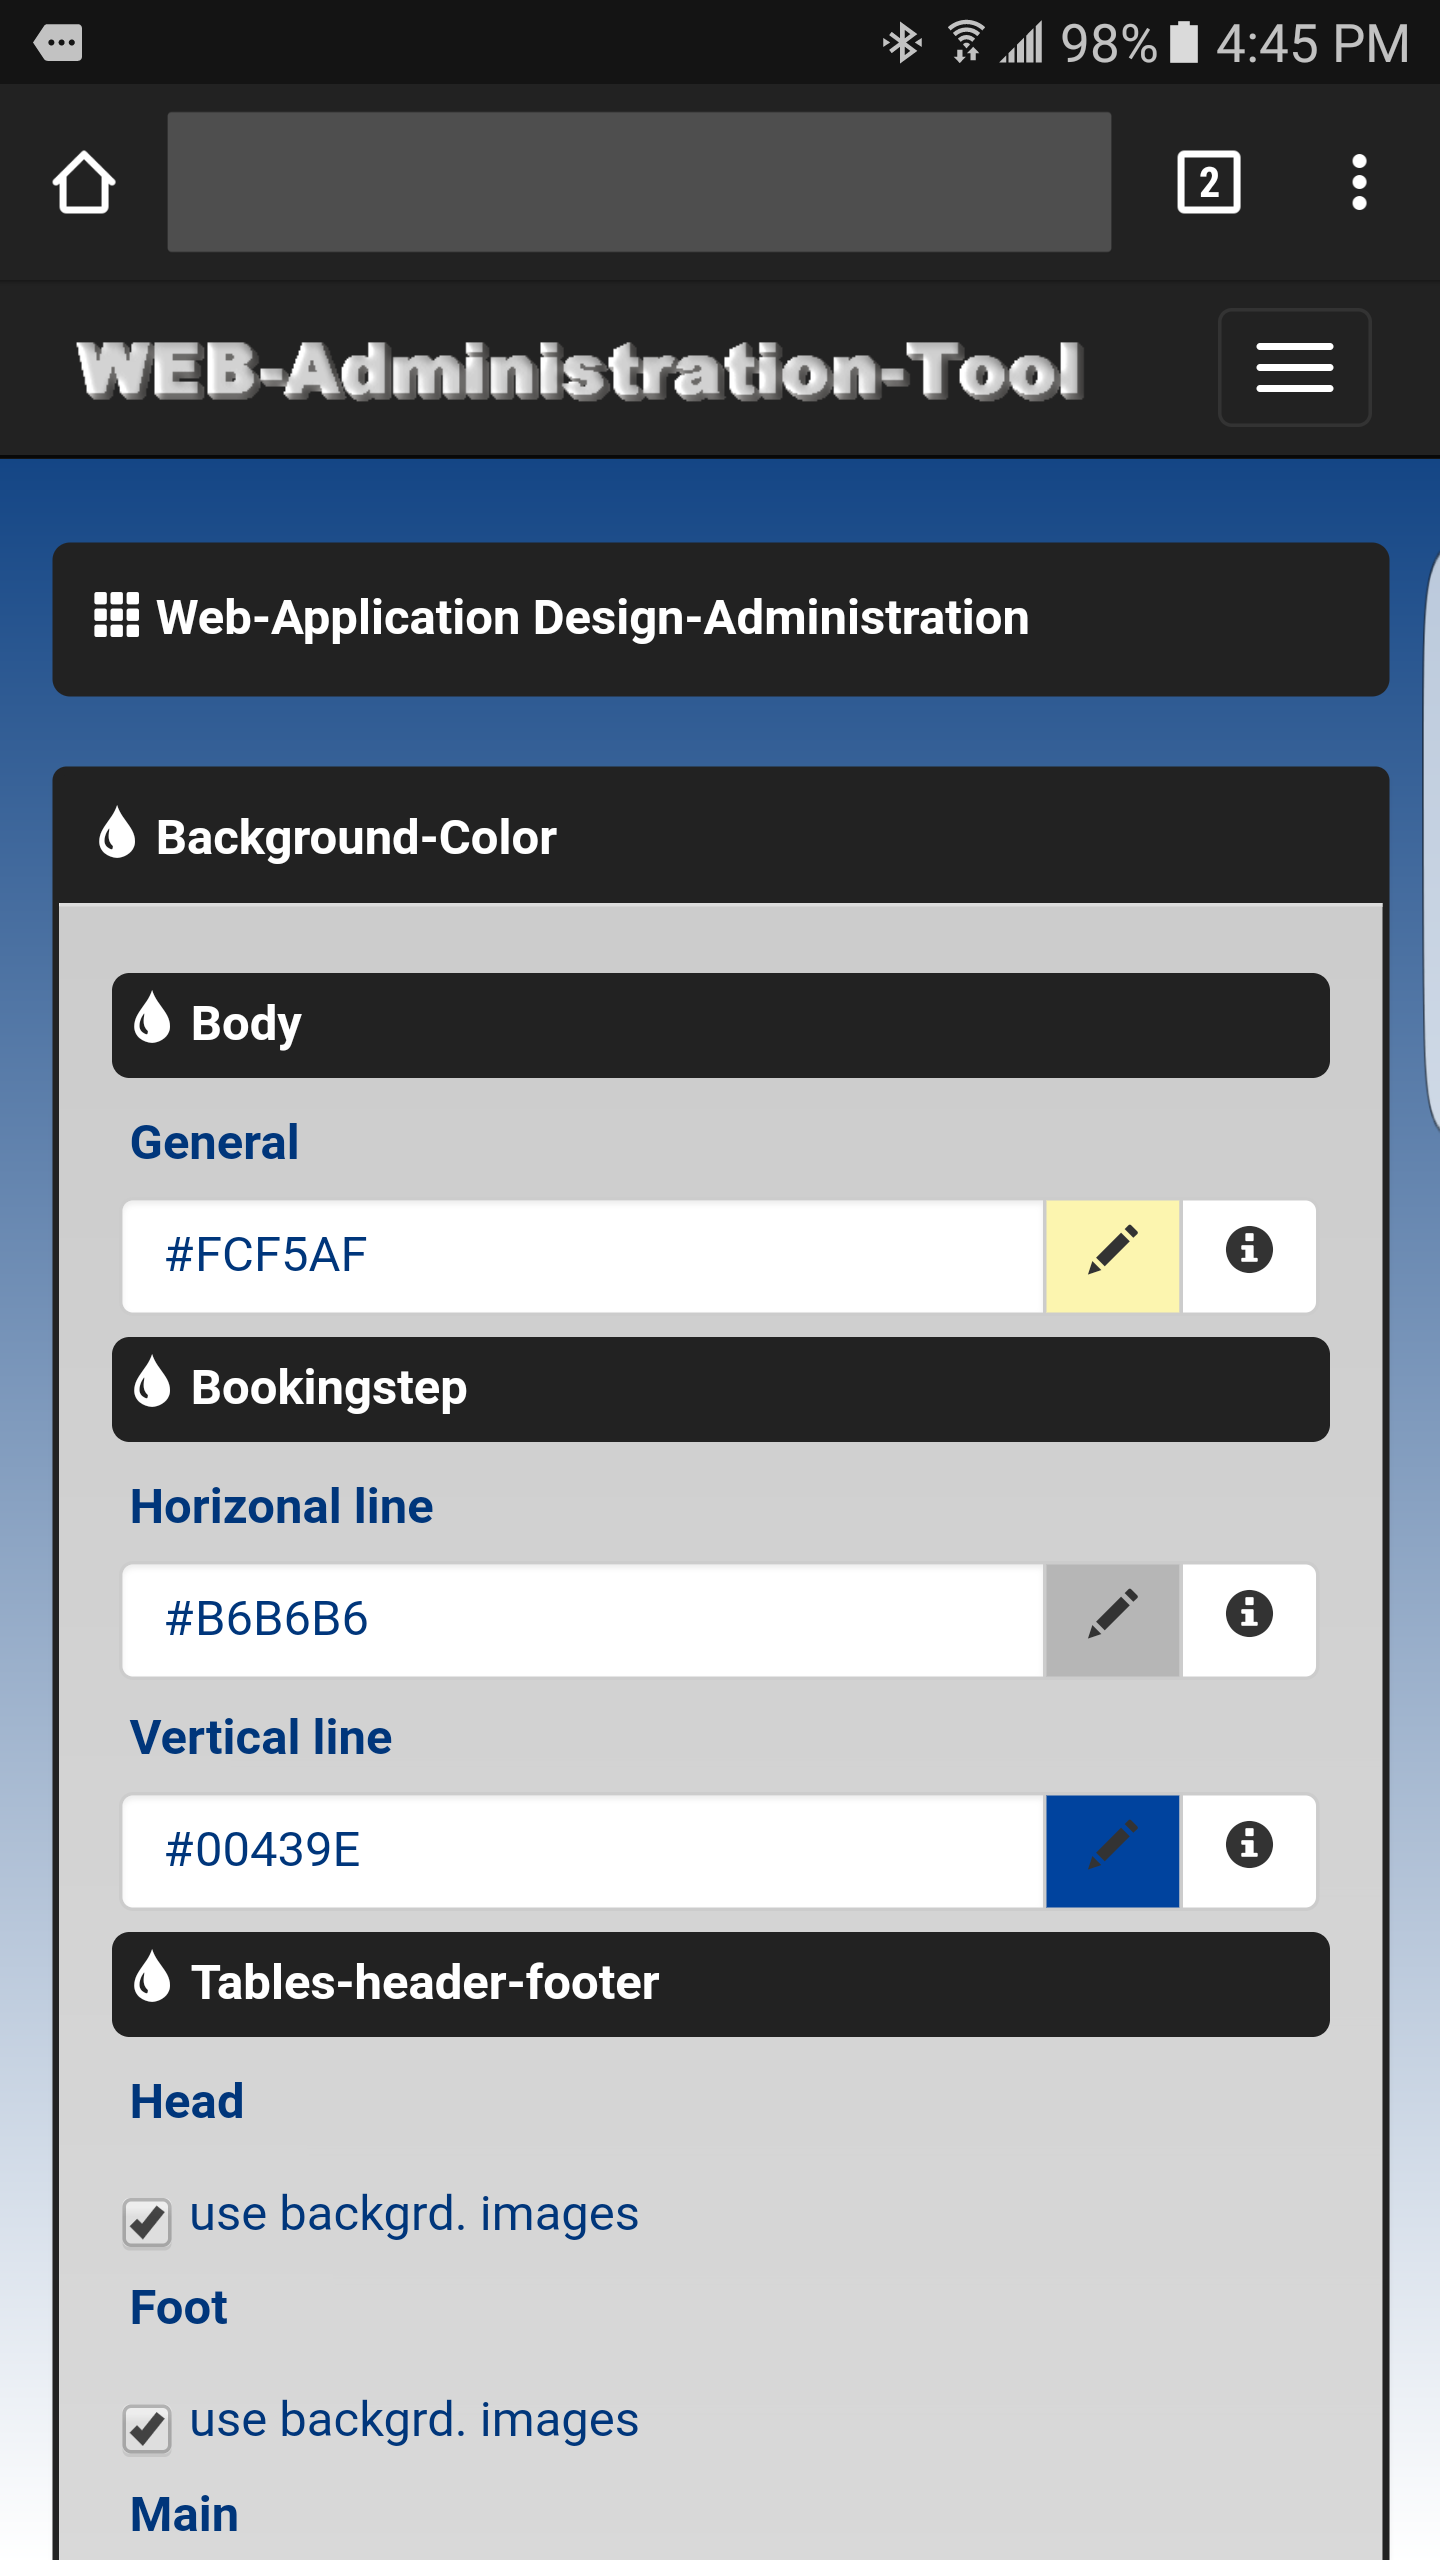 98% 4:45 PM
2
WEB-Administration-Tool
Web-Application Design-Administration
Background-Color
Body
General
#FCF5AF
Bookingstep
Horizonal line
#B6B6B6
Vertical line
#00439E
Tables-header-footer
Head
use backgrd. images
Foot
use backgrd. images
Main